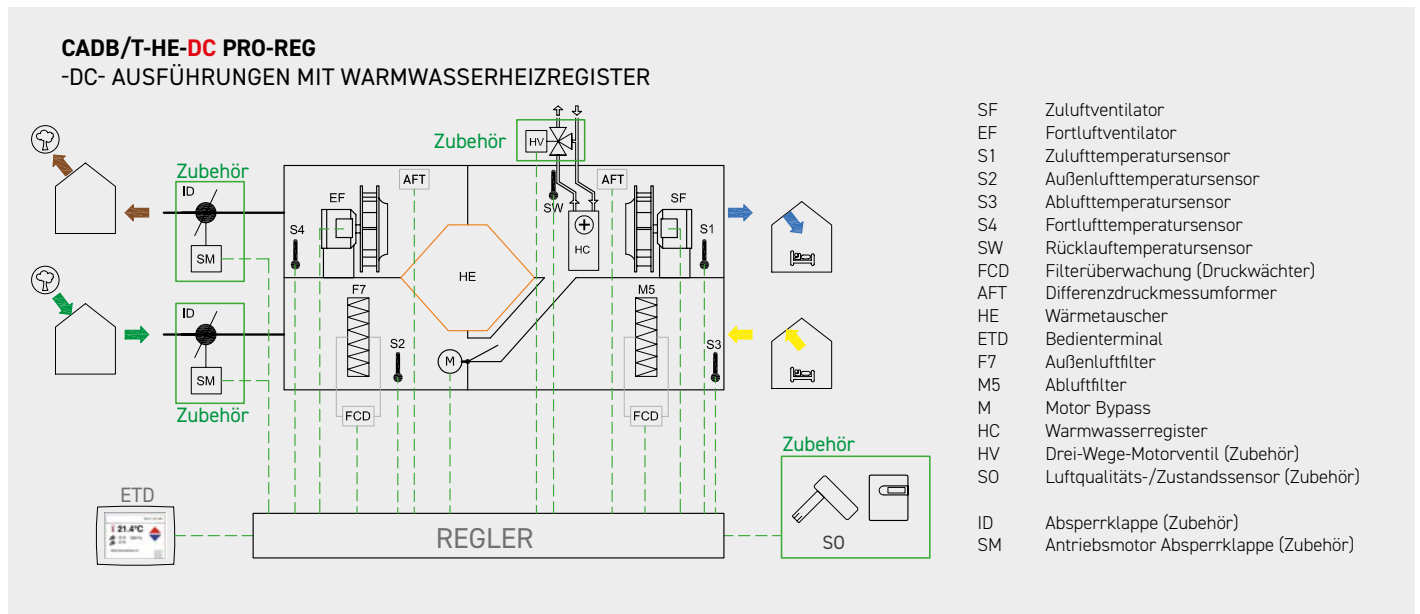 CADB/T-HE-DC PRO-REG
-DC- AUSFÜHRUNGEN MIT WARMWASSERHEIZREGISTER
Zubehör
HV
Zubehör
ID
SM
EF
AFT
S4
SW
HC
AFT
SF
S1
HE
ID
SM
Zubehör
F7
S2
M
M5
S3
FCD
FCD
Zubehör
SO
ETD
21.4°C
REGLER
SF Zuluftventilator
EF Fortluftventilator
S1 Zulufttemperatursensor
S2 Außenlufttemperatursensor
S3 Ablufttemperatursensor
S4 Fortlufttemperatursensor
SW Rücklauftemperatursensor
FCD Filterüberwachung (Druckwächter)
AFT Differenzdruckmessumformer
HE Wärmetauscher
ETD Bedienterminal
F7 Außenluftfilter
M5 Abluftfilter
M Motor Bypass
HC Warmwasserregister
HV Drei-Wege-Motorventil (Zubehör)
SO Luftqualitäts-/Zustandssensor (Zubehör)
ID Absperrklappe (Zubehör)
SM Antriebsmotor Absperrklappe (Zubehör)